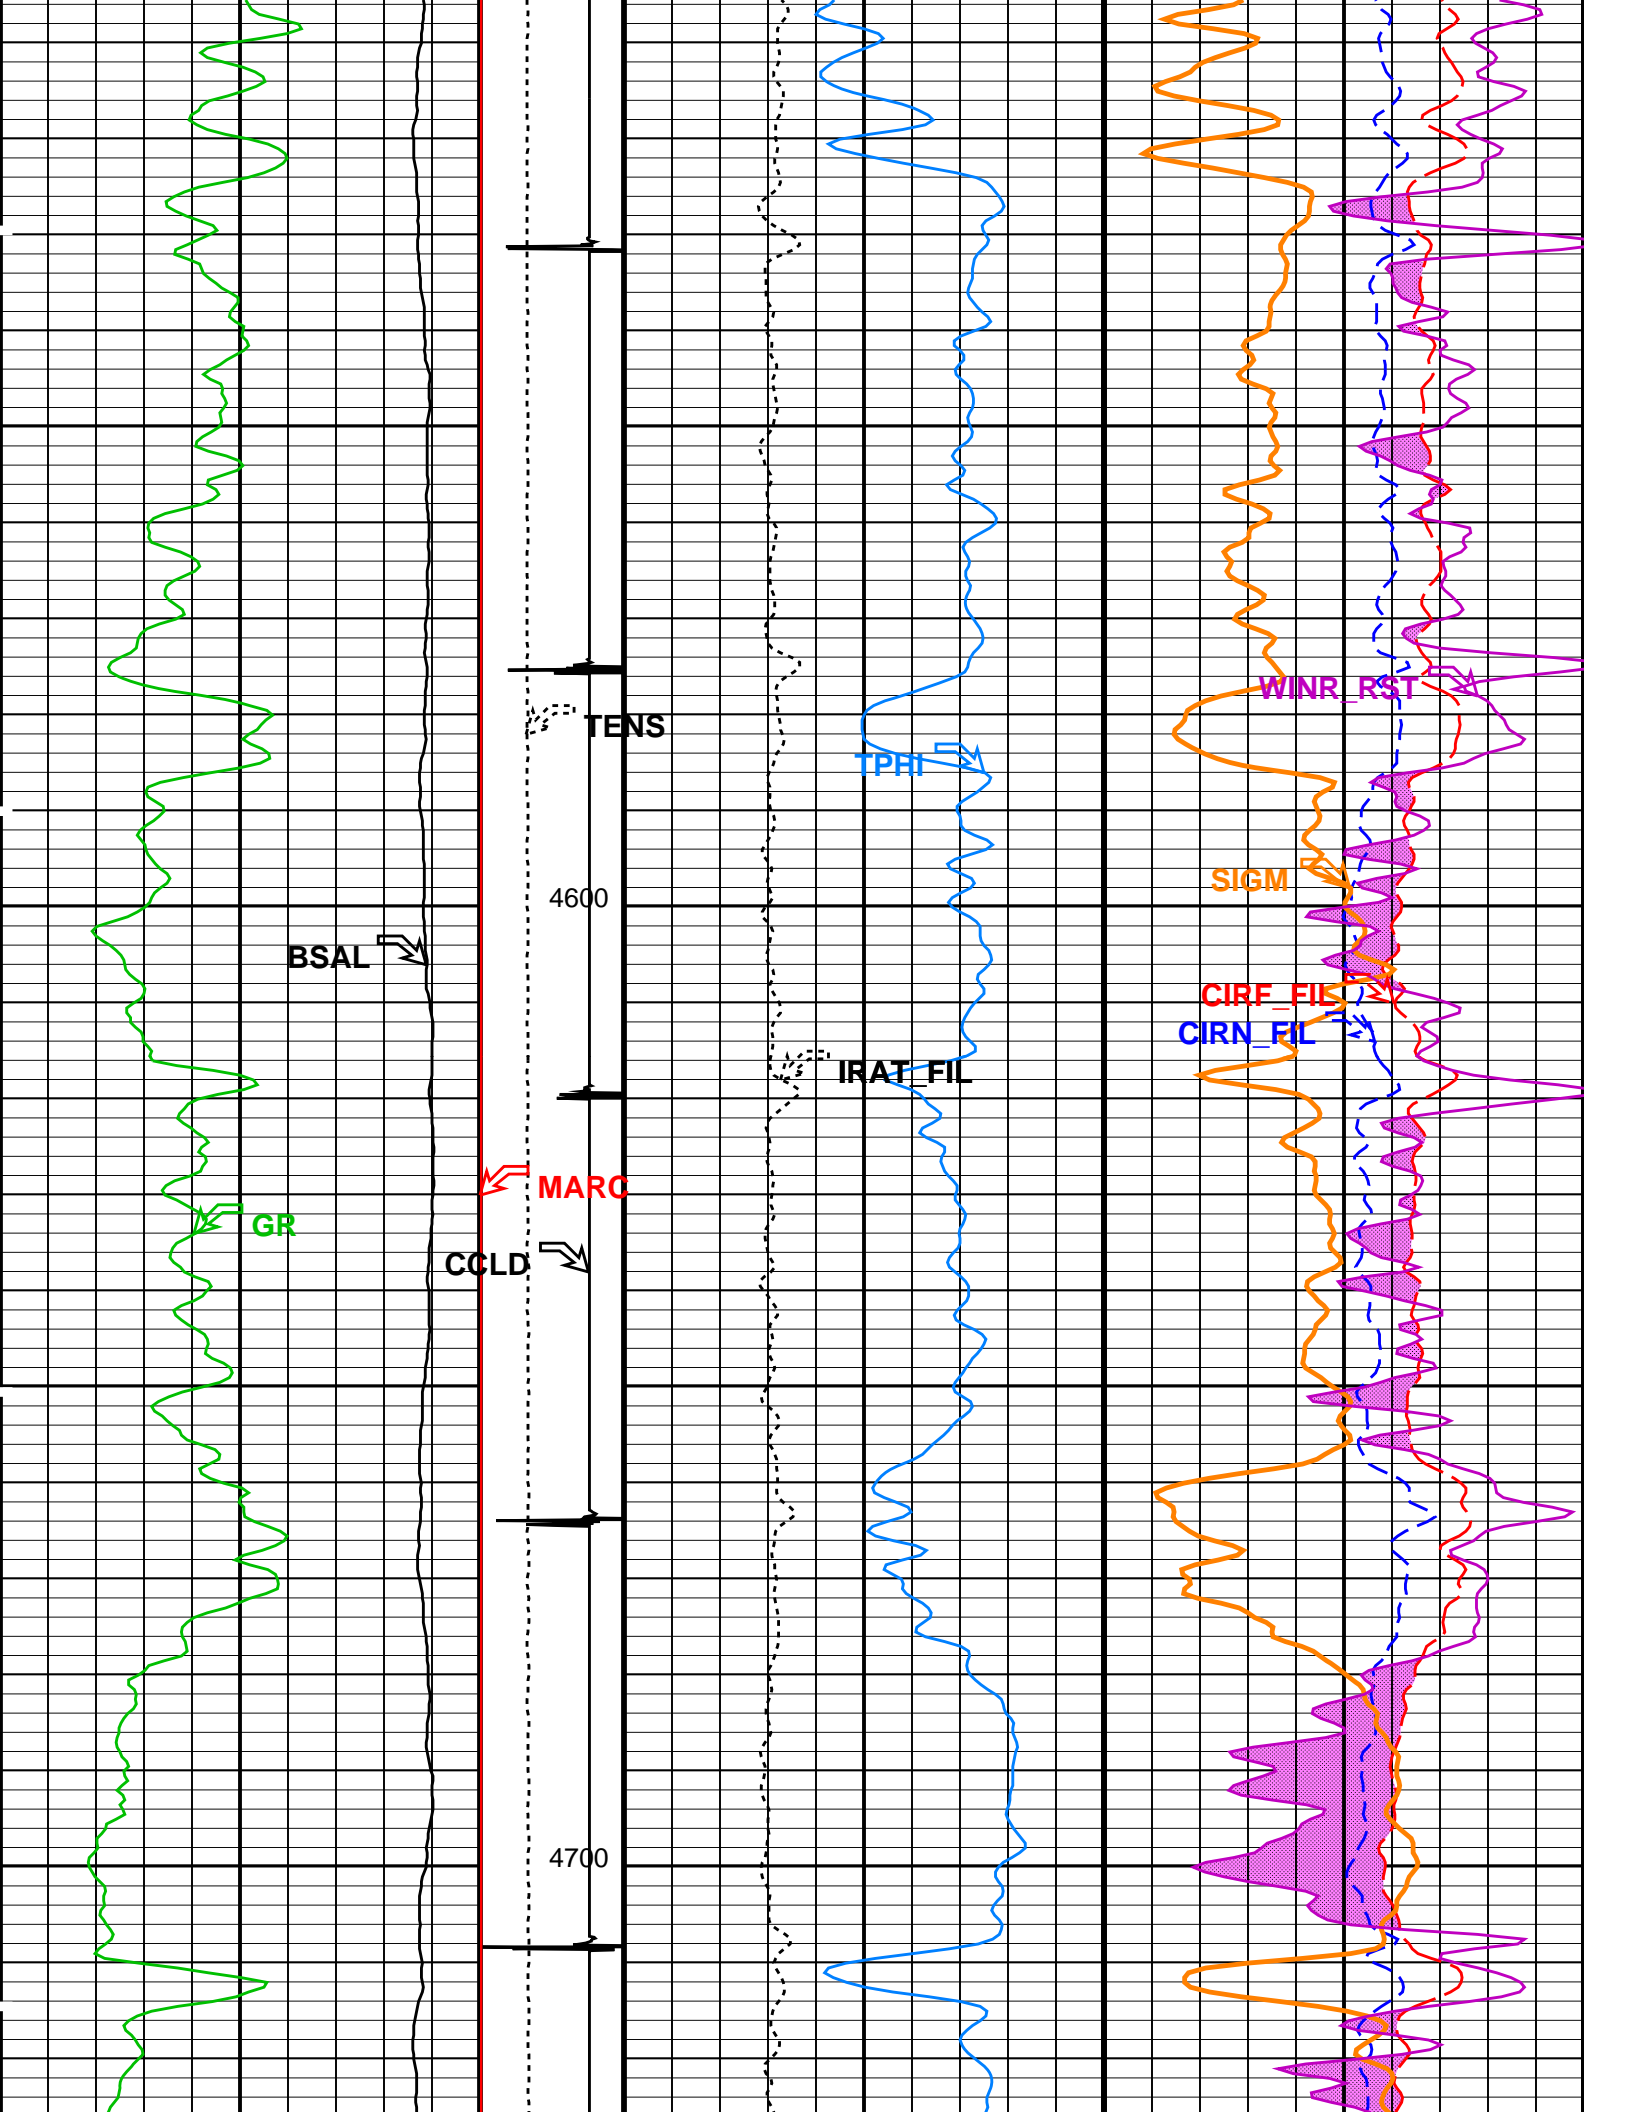 WINR_RST
TENS
TPHI
SIGM
4600
BSAL
CIRF_FIL
CIRN_FIL
IRAT_FIL
MARC
GR
CCLD
4700